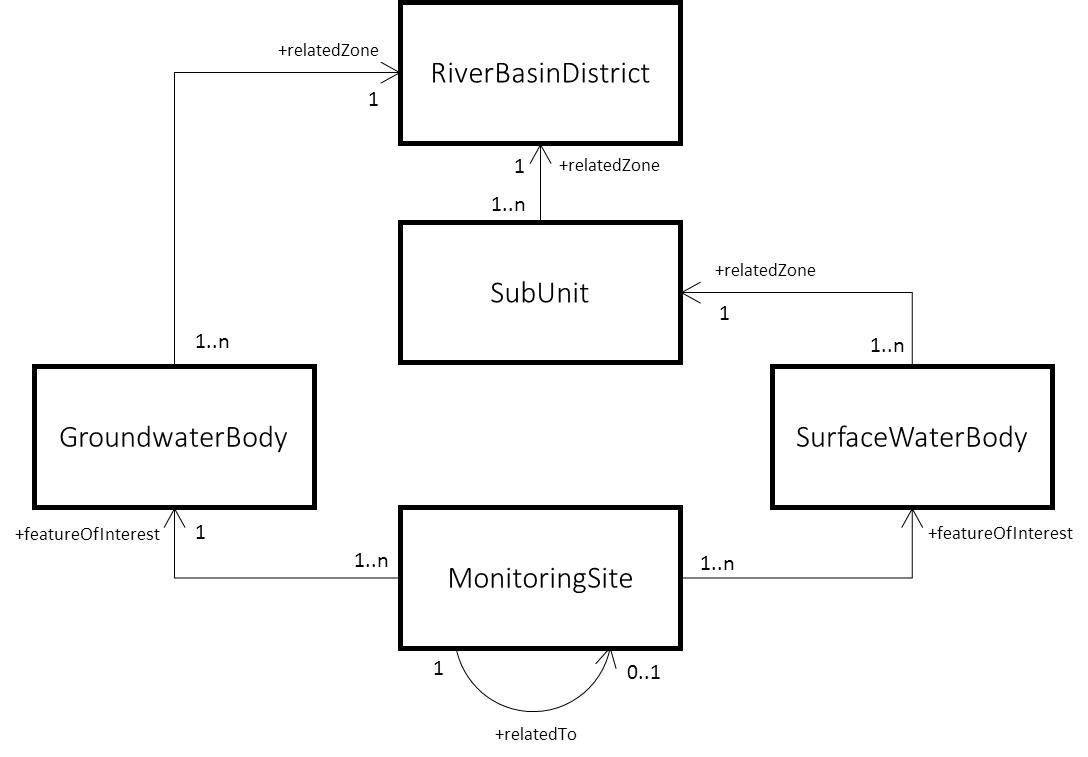 +relatedZone
RiverBasinDistrict
1
1
+relatedZone
1..n
+relatedZone
SubUnit
1
1..n
1..n
GroundwaterBody
SurfaceWaterBody
+featureOfInterest
1
+featureOfInterest
1..n
1..n
MonitoringSite
1
0..1
+relatedTo